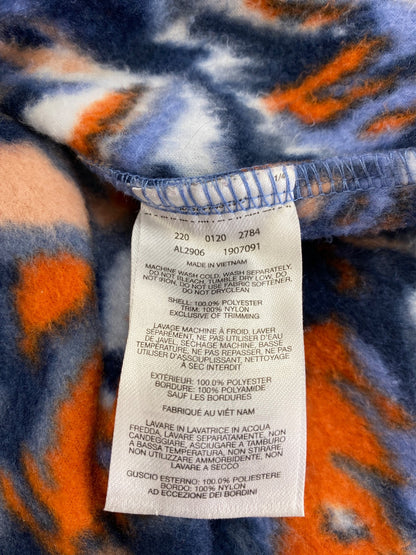 1/4
220 0120 2784
AL2906 1907091
MADE IN VIETNAM
MACHINE WASH COLD. WASH SEPARATELY.
DO NOT BLEACH. TUMBLE DRY LOW. DO
NOT IRON. DO NOT USE FABRIC SOFTENER.
DO NOT DRYCLEAN
SHELL: 100.0% POLYESTER
TRIM: 100% NYLON
EXCLUSIVE OF TRIMMING
LAVAGE MACHINE À FROID. LAVER
SÉPARÉMENT, NE PAS UTILISER D'EAU
DE JAVEL, SECHAGE MACHINE, BASSE
TEMPÉRATURE. NE PAS REPASSER, NE PAS
UTILISER D'ASSOUPLISSANT, NETTOYAGE
A SEC INTERDIT
EXTÉRIEUR: 100.0% POLYESTER
BORDURE: 100% POLYAMIDE
SAUF LES BORDURES
FABRIQUÉ AU VIÊT NAM
LAVARE IN LAVATRICE IN ACQUA
FREDDA, LAVARE SEPARATAMENTE, NON
CANDEGGIARE, ASCIUGARE A TAMBURO
A BASSA TEMPERATURA, NON STIRARE
NON UTILIZZARE AMMORBIDENTE, NON
LAVARE A SECCO
GUSCIO ESTERNO: 100.0% POLIESTERE
BORDO: 100% NYLON
AD ECCEZIONE DEI BORDINI